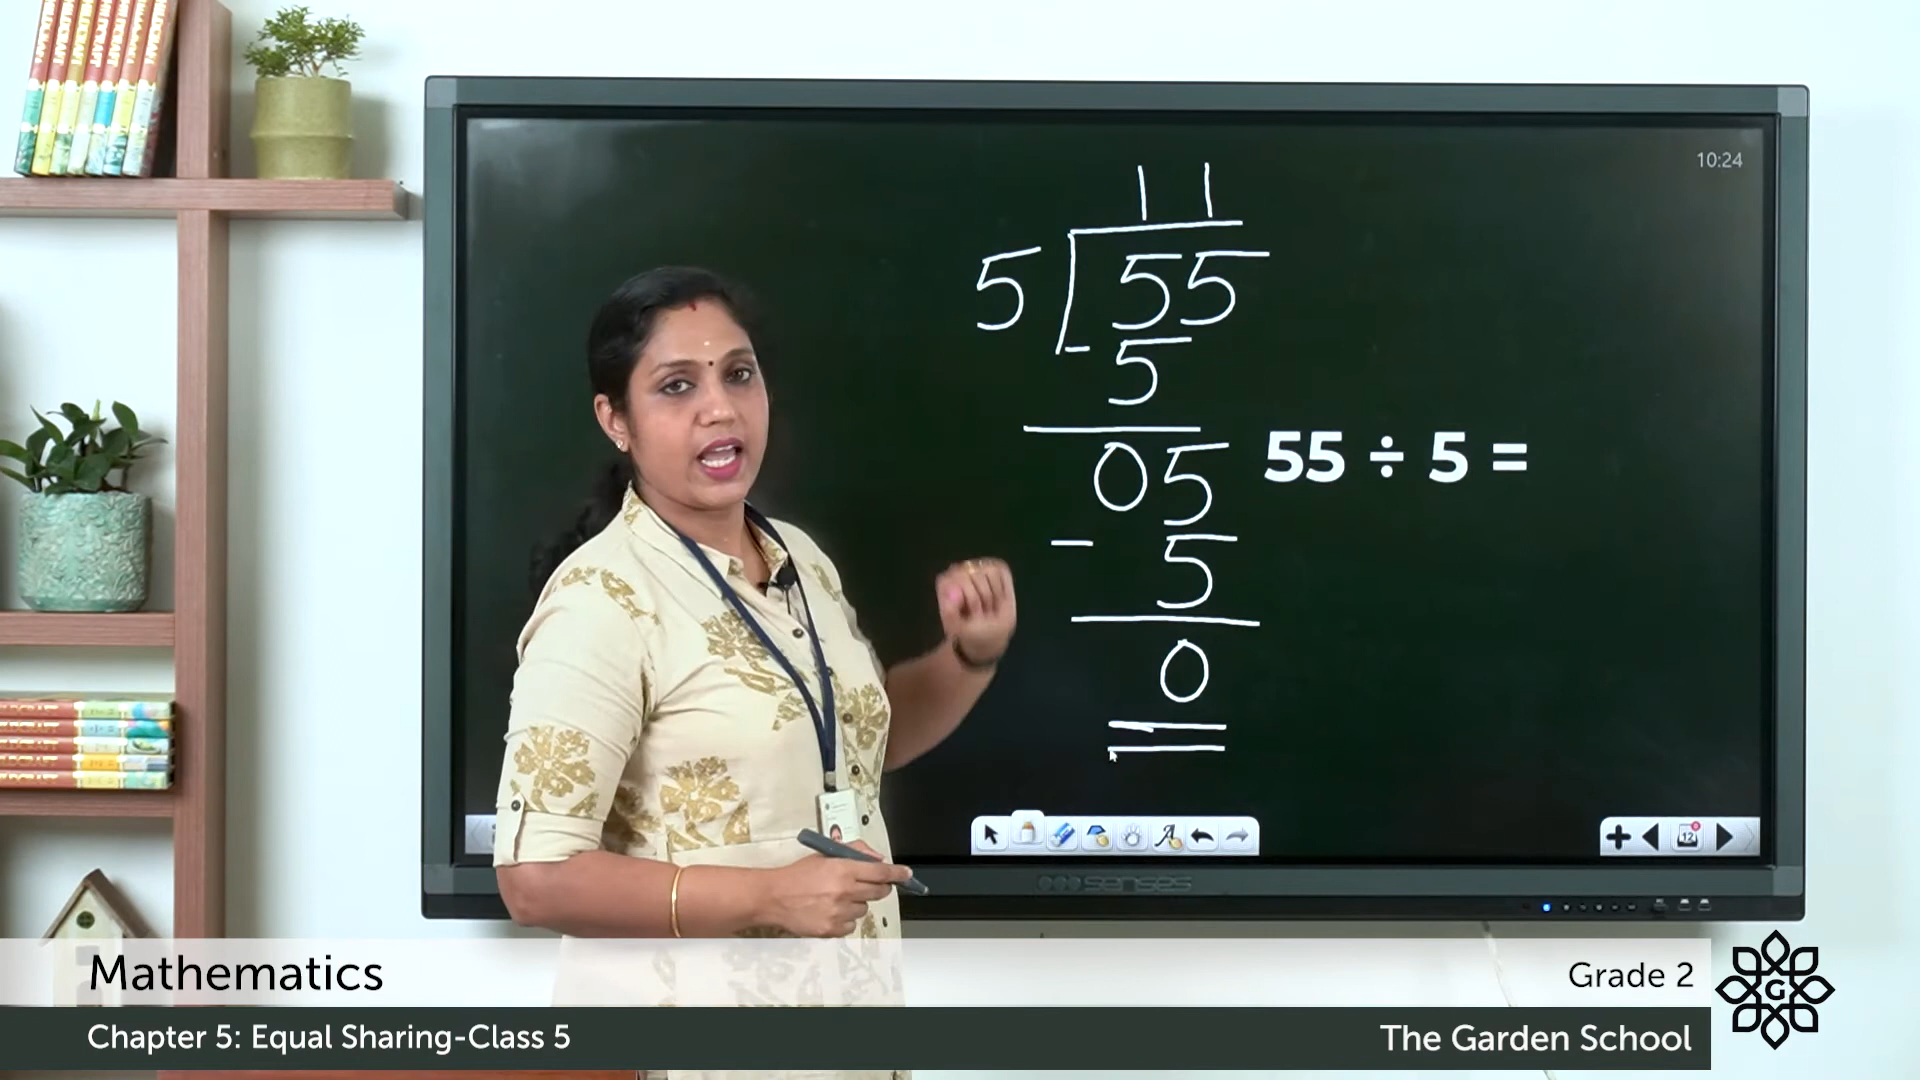 10:24
11
5 55
- 5
05
55 ÷ 5 =
- 5
0
senses
Mathematics
Grade 2
Chapter 5: Equal Sharing-Class 5
The Garden School
G